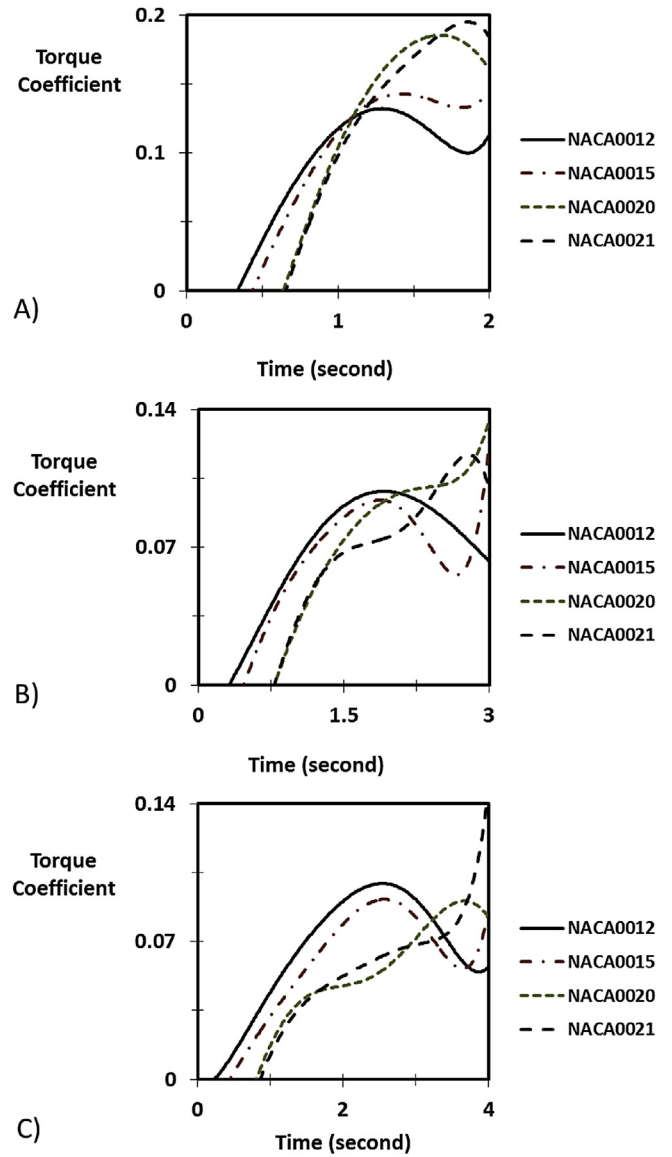 0.2
Torque
Coefficient
0.1
0
0 1 2
NACA0012
NACA0015
NACA0020
NACA0021
A)
Time (second)
0.14
Torque
Coefficient
0.07
0
0 1.5 3
NACA0012
NACA0015
NACA0020
NACA0021
B)
Time (second)
0.14
Torque
Coefficient
0.07
0
0 2 4
NACA0012
NACA0015
NACA0020
NACA0021
C)
Time (second)